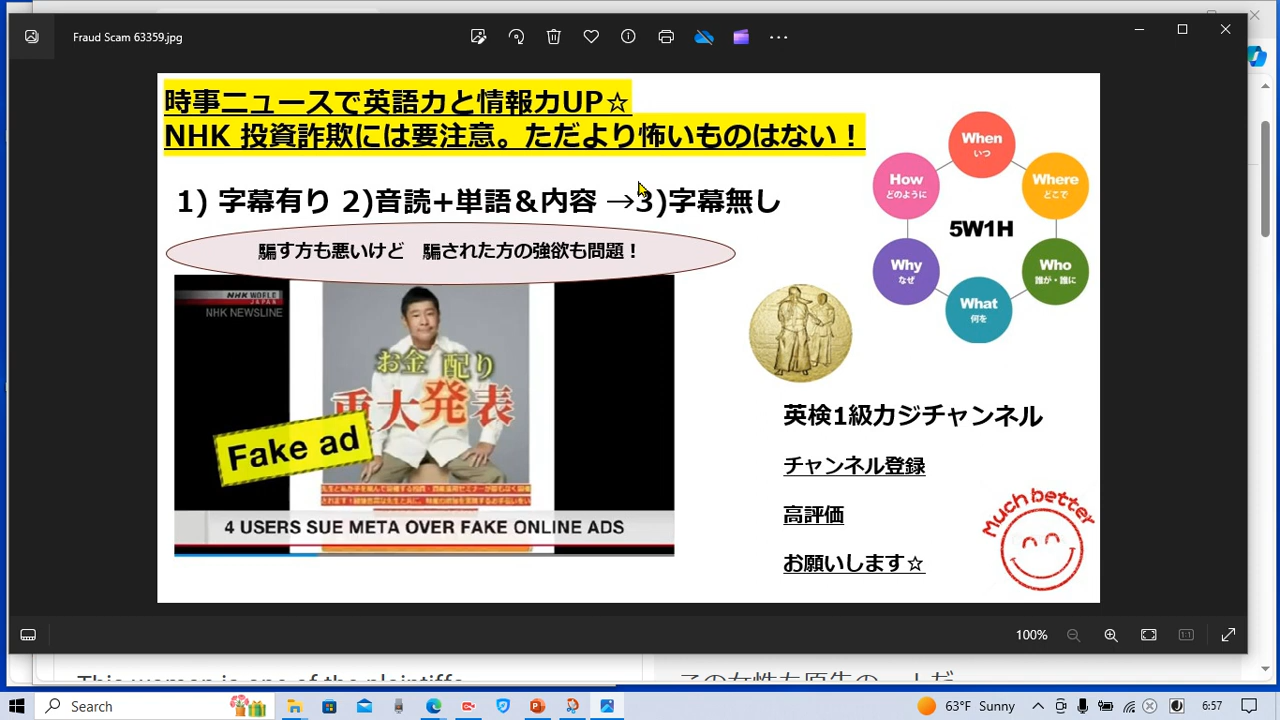 Fraud Scam 63359.jpg
時事ニュースで英語力と情報力UP☆
NHK 投資詐欺には要注意。ただより怖いものはない！
1) 字幕有り 2)音読+単語＆内容 →3)字幕無し
騙す方も悪いけど　騙された方の強欲も問題！
When
いつ
Where
どこで
Who
誰が・誰に
What
何を
Why
なぜ
How
どのように
5W1H
NHK WORLD
JAPAN
NHK NEWSLINE
お金 配り
重大発表
Fake ad
4 USERS SUE META OVER FAKE ONLINE ADS
英検1級カジチャンネル
チャンネル登録
高評価
お願いします☆
Much better
100%
1:1
This woman is one of the plaintiffs
この女性も原告の一人だ
Search
63°F Sunny
6:57